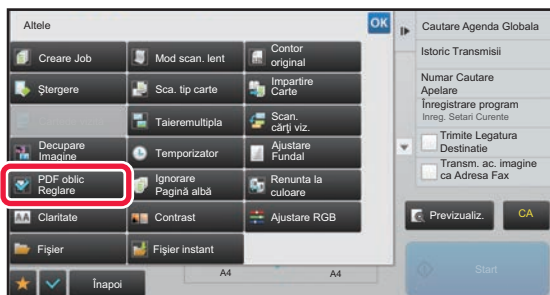 Altele
OK
Creare Job
Mod scan. lent
Contor
original
Ştergere
Sca. tip carte
Impartire
Carte
Taieremultipla
Scan.
cărţi viz.
Decupare
Imagine
Temporizator
Ajustare
Fundal
PDF oblic
Reglare
Ignorare
Pagină albă
Renunta la
culoare
AA
Claritate
Contrast
Ajustare RGB
Fişier
Fişier instant
Înapoi
A4
A4
Cautare Agenda Globala
Istoric Transmisii
Numar Cautare
Apelare
Înregistrare program
Inreg. Setari Curente
Trimite Legatura
Destinatie
Transm. ac. imagine
ca Adresa Fax
Previzualiz.
CA
Start